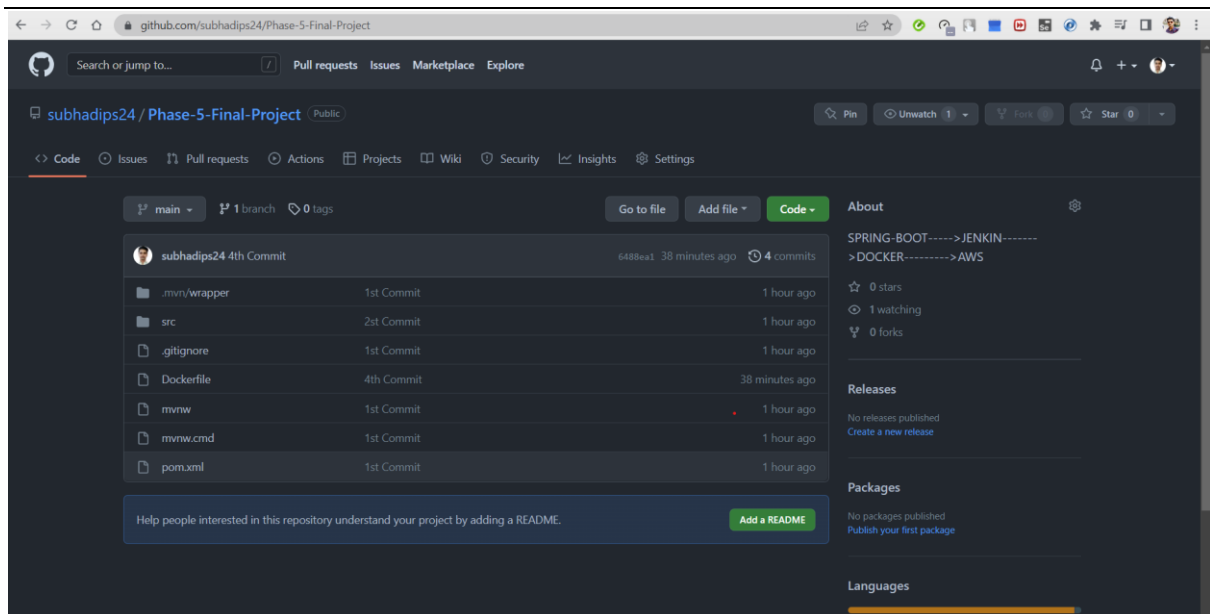 github.com/subhadips24/Phase-5-Final-Project
Search or jump to... / Pull requests Issues Marketplace Explore
subhadips24 / Phase-5-Final-Project Public
Pin Unwatch 1 Fork 0 Star 0
Code Issues Pull requests Actions Projects Wiki Security Insights Settings
main 1 branch 0 tags Go to file Add file Code
subhadips24 4th Commit 6488ea1 38 minutes ago 4 commits
.mvn/wrapper 1st Commit 1 hour ago
src 2st Commit 1 hour ago
.gitignore 1st Commit 1 hour ago
Dockerfile 4th Commit 38 minutes ago
mvnw 1st Commit 1 hour ago
mvnw.cmd 1st Commit 1 hour ago
pom.xml 1st Commit 1 hour ago
Help people interested in this repository understand your project by adding a README. Add a README
About
SPRING-BOOT----->JENKIN-------
>DOCKER--------->AWS
0 stars
1 watching
0 forks
Releases
No releases published
Create a new release
Packages
No packages published
Publish your first package
Languages